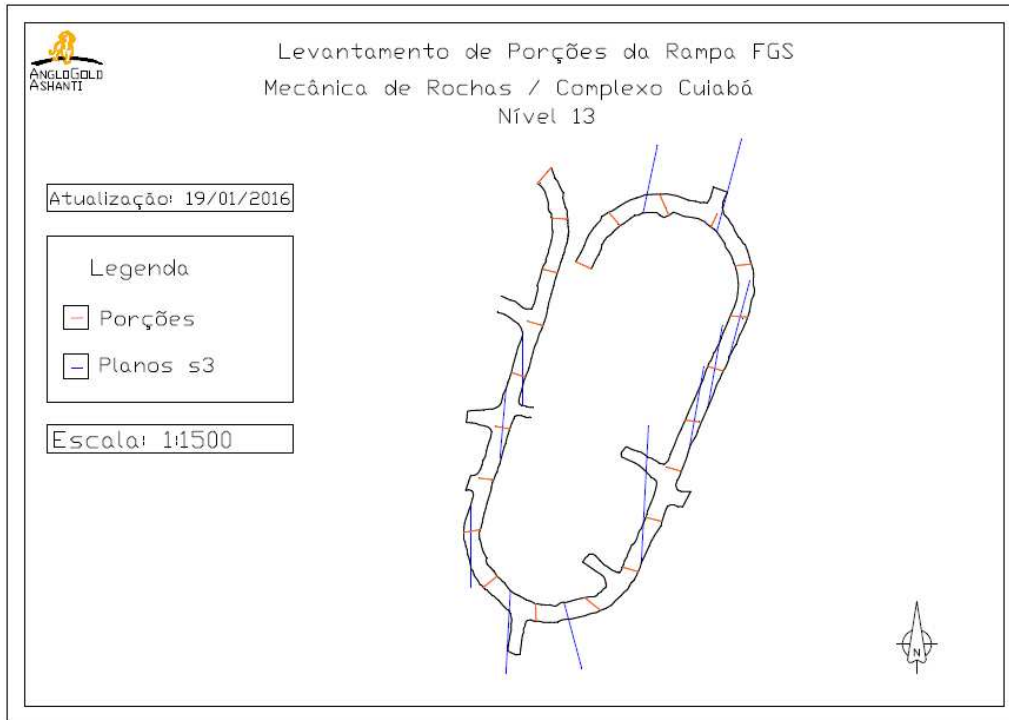 ANGLOGOLD
ASHANTI
Levantamento de Porções da Rampa FGS
Mecânica de Rochas / Complexo Cuiabá
Nível 13
Atualização: 19/01/2016
Legenda
Porções
Planos s3
Escala: 1:1500
N